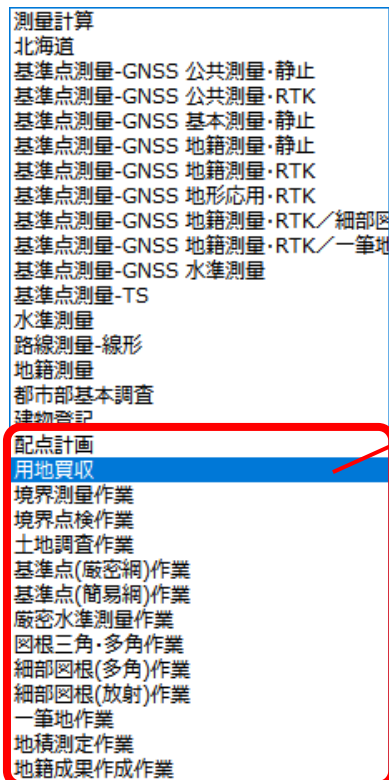 測量計算
北海道
基準点測量-GNSS 公共測量･静止
基準点測量-GNSS 公共測量･RTK
基準点測量-GNSS 基本測量･静止
基準点測量-GNSS 地籍測量･静止
基準点測量-GNSS 地籍測量･RTK
基準点測量-GNSS 地形応用･RTK
基準点測量-GNSS 地籍測量･RTK／細部図
基準点測量-GNSS 地籍測量･RTK／一筆地
基準点測量-GNSS 水準測量
基準点測量-TS
水準測量
路線測量-線形
地籍測量
都市部基本調査
建物登記
配点計画
用地買収
境界測量作業
境界点検作業
土地調査作業
基準点(厳密網)作業
基準点(簡易網)作業
厳密水準測量作業
図根三角･多角作業
細部図根(多角)作業
細部図根(放射)作業
一筆地作業
地積測定作業
地籍成果作成作業